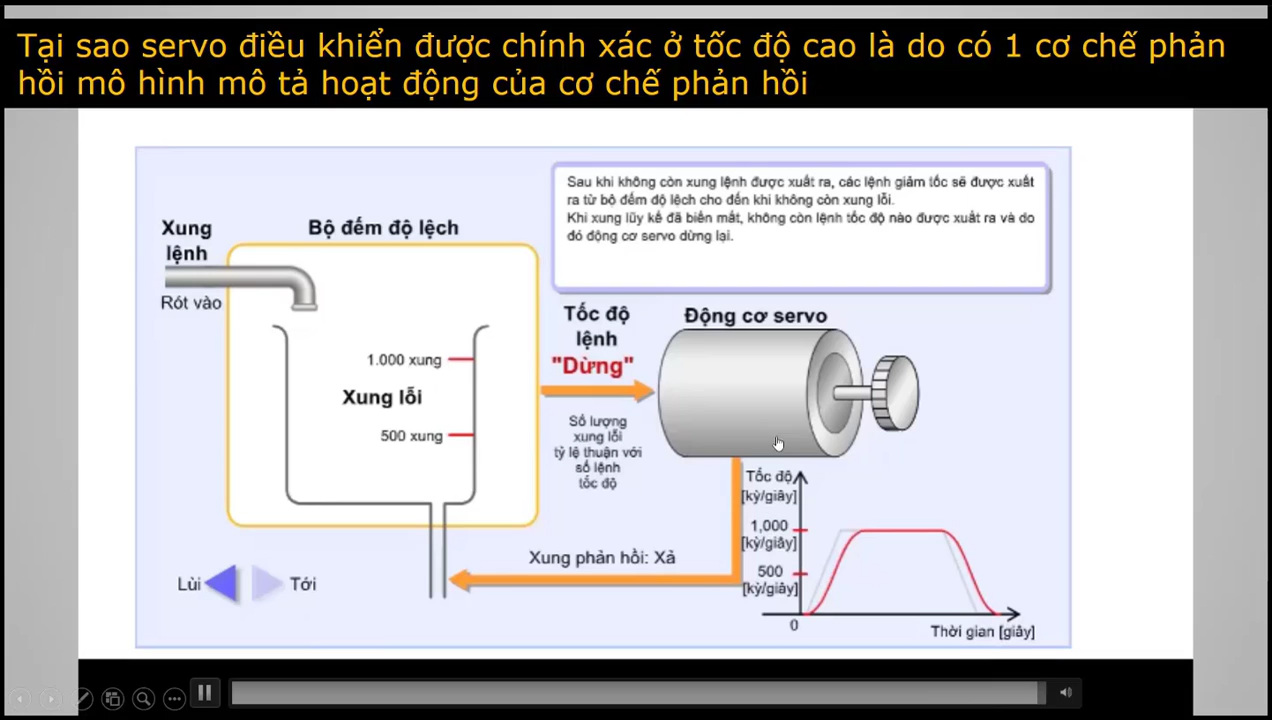 Tại sao servo điều khiển được chính xác ở tốc độ cao là do có 1 cơ chế phản
hồi mô hình mô tả hoạt động của cơ chế phản hồi
Sau khi không còn xung lệnh được xuất ra, các lệnh giảm tốc sẽ được xuất
ra từ bộ đếm độ lệch cho đến khi không còn xung lỗi.
Khi xung lũy kế đã biến mất, không còn lệnh tốc độ nào được xuất ra và do
đó động cơ servo dừng lại.
Xung
lệnh
Bộ đếm độ lệch
Rót vào
1.000 xung
Xung lỗi
500 xung
Tốc độ
lệnh
"Dừng"
Số lượng
xung lỗi
tỷ lệ thuận với
số lệnh
tốc độ
Động cơ servo
Tốc độ
[kỳ/giây]
1,000
[kỳ/giây]
500
[kỳ/giây]
0
Thời gian [giây]
Xung phản hồi: Xả
Lùi
Tới